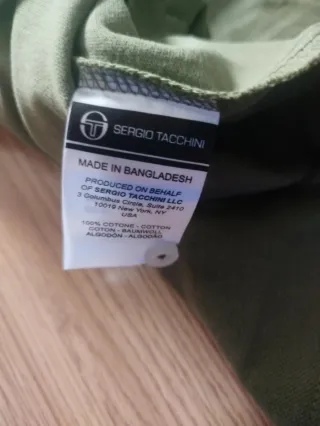 SERGIO TACCHINI
MADE IN BANGLADESH
PRODUCED ON BEHALF
OF SERGIO TACCHINI LLC
3 Columbus Circle, Suite 2410
10019 New York, NY
USA
100% COTONE - COTTON
COTON - BAUMWOLL
ALGODÓN - ALGODÃO